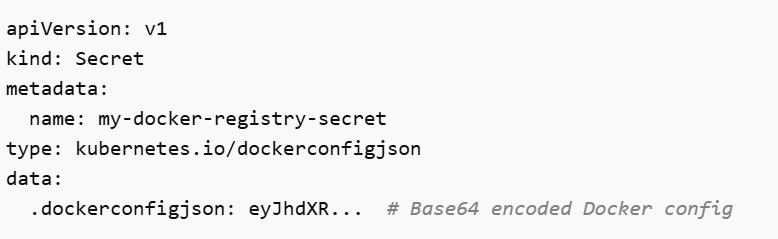 apiVersion: v1
kind: Secret
metadata:
  name: my-docker-registry-secret
type: kubernetes.io/dockerconfigjson
data:
  .dockerconfigjson: eyJhdXR...  # Base64 encoded Docker config